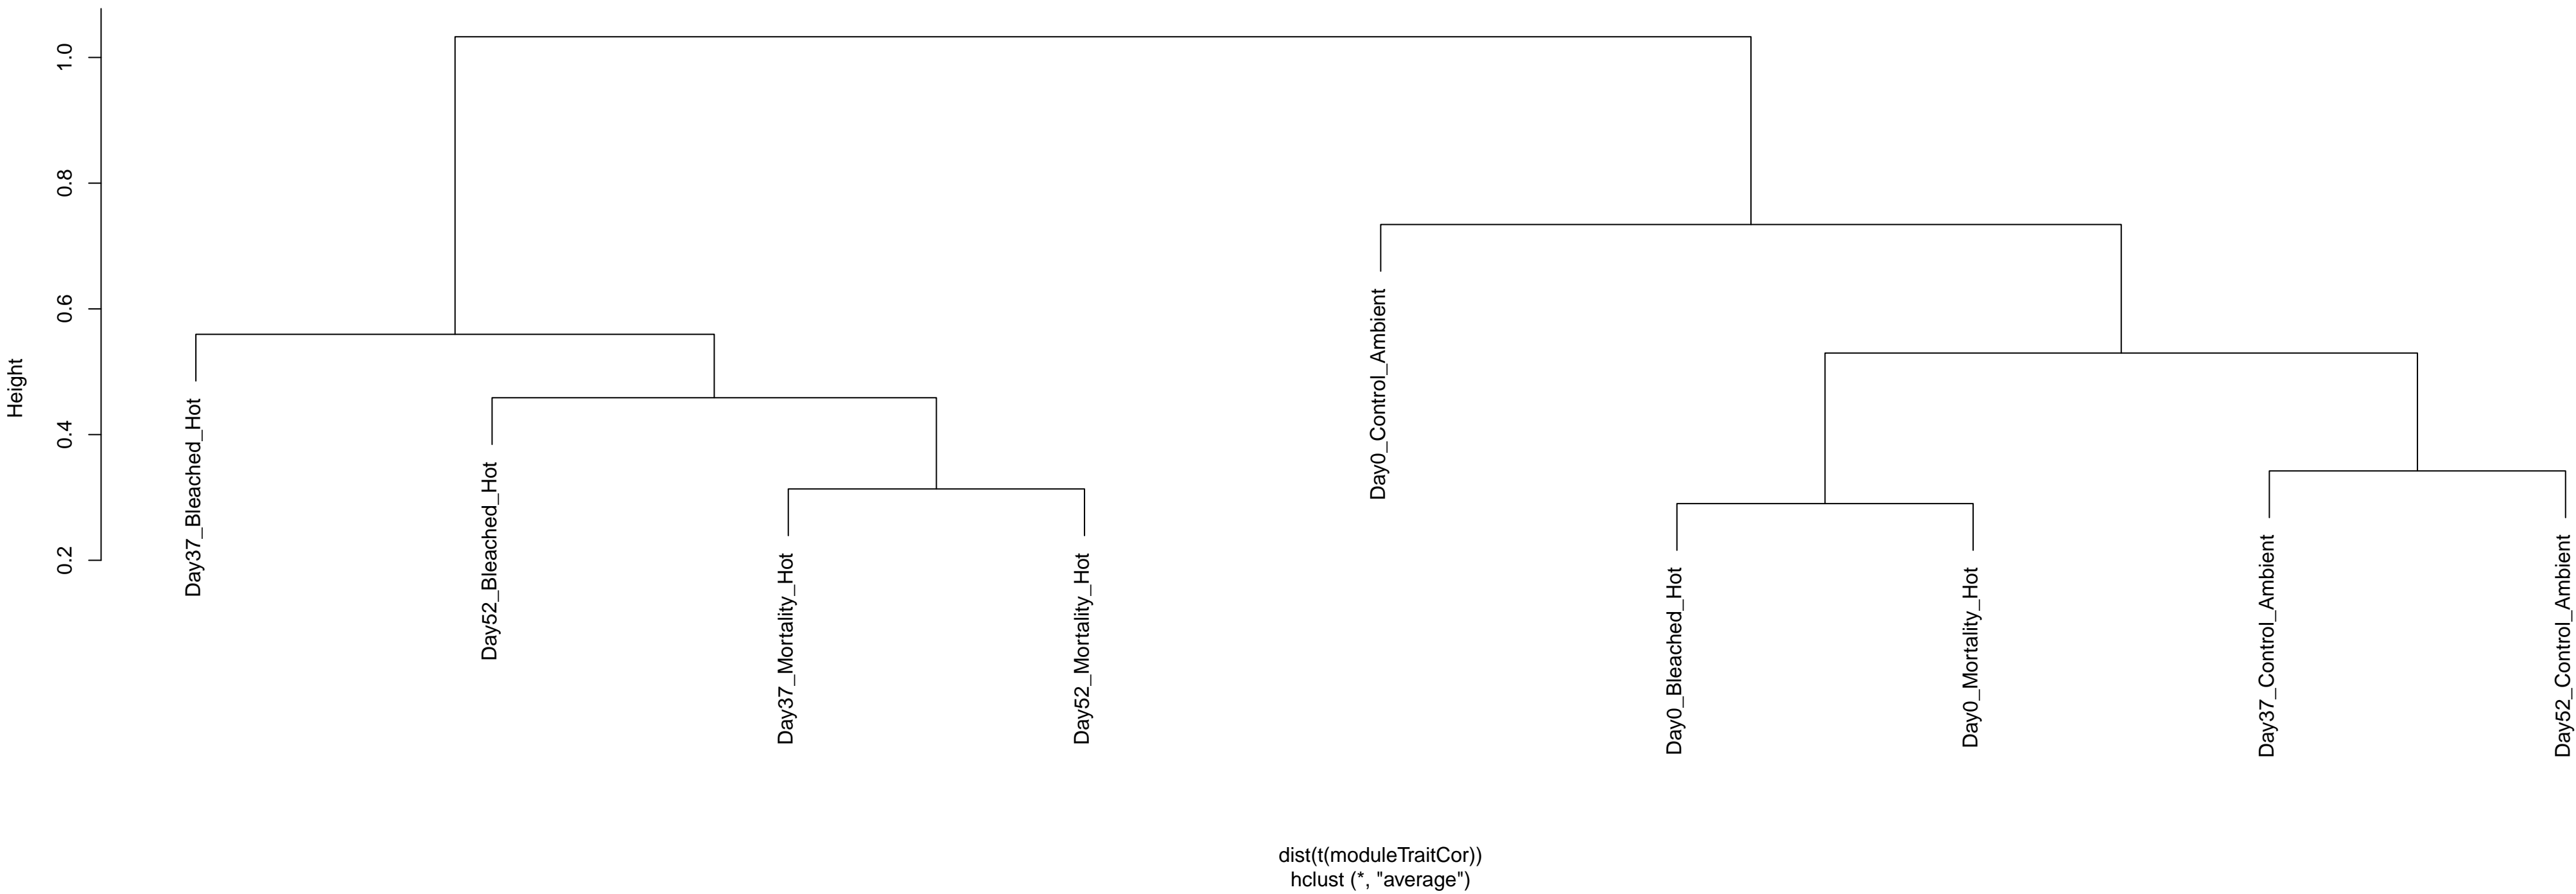 Height
1.0
0.8
0.6
0.4
0.2
Day37_Bleached_Hot
Day52_Bleached_Hot
Day37_Mortality_Hot
Day52_Mortality_Hot
Day0_Control_Ambient
Day0_Bleached_Hot
Day0_Mortality_Hot
Day37_Control_Ambient
Day52_Control_Ambient
dist(t(moduleTraitCor))
hclust (*, "average")